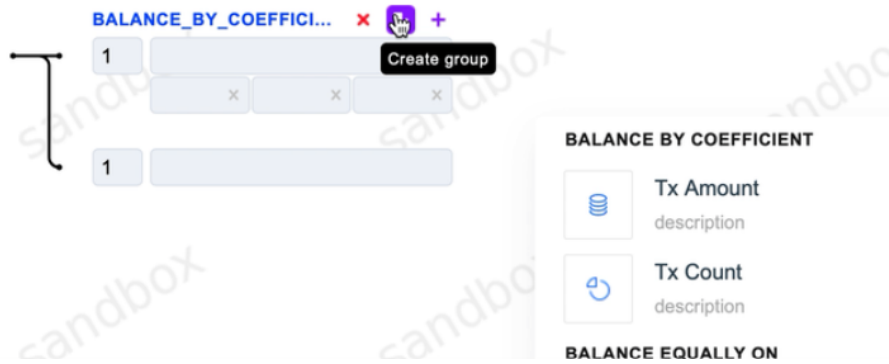 BALANCE_BY_COEFFICI...
1
Create group
1
BALANCE BY COEFFICIENT
Tx Amount
description
Tx Count
description
BALANCE EQUALLY ON
sandbox
sandbox
sandbox
sandbox
sandbox